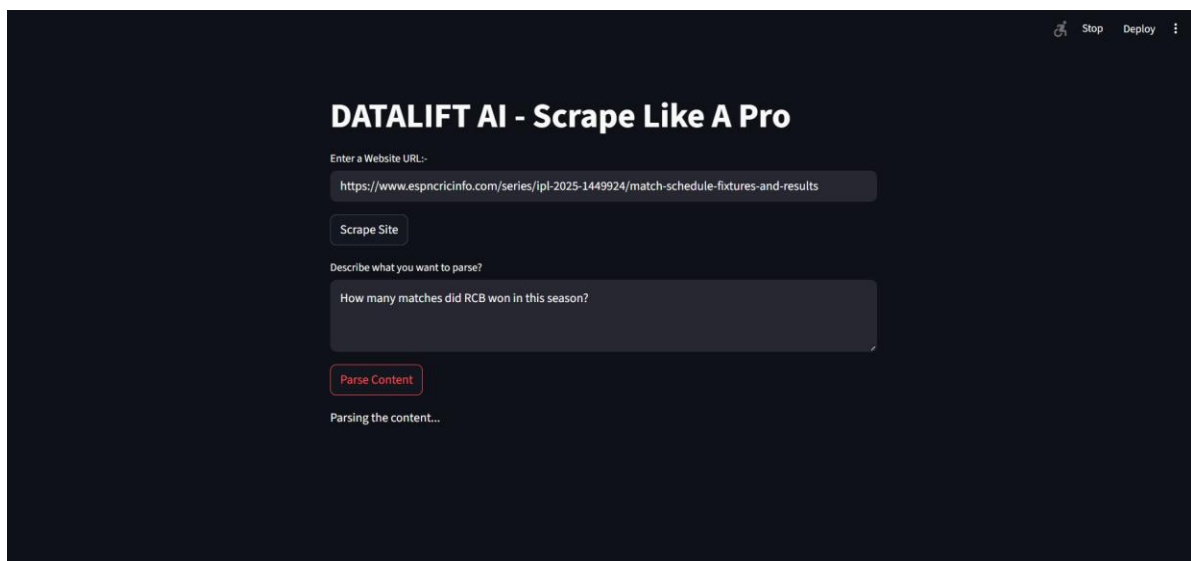 Stop Deploy
DATALIFT AI - Scrape Like A Pro
Enter a Website URL:-
https://www.espncricinfo.com/series/ipl-2025-1449924/match-schedule-fixtures-and-results
Scrape Site
Describe what you want to parse?
How many matches did RCB won in this season?
Parse Content
Parsing the content...